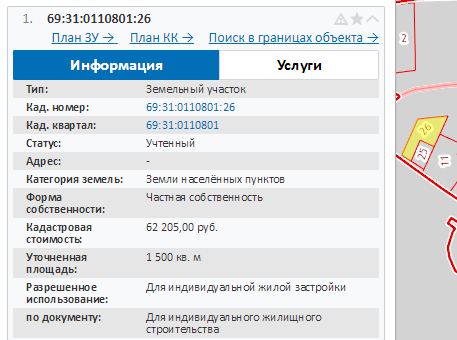 1. 69:31:0110801:26
План ЗУ → План КК → Поиск в границах объекта →
Информация Услуги
Тип: Земельный участок
Кад. номер: 69:31:0110801:26
Кад. квартал: 69:31:0110801
Статус: Учтенный
Адрес: -
Категория земель: Земли населённых пунктов
Форма
собственности: Частная собственность
Кадастровая
стоимость: 62 205,00 руб.
Уточненная
площадь: 1 500 кв. м
Разрешенное
использование: Для индивидуальной жилой застройки
по документу: Для индивидуального жилищного
строительства
2
26
25
11